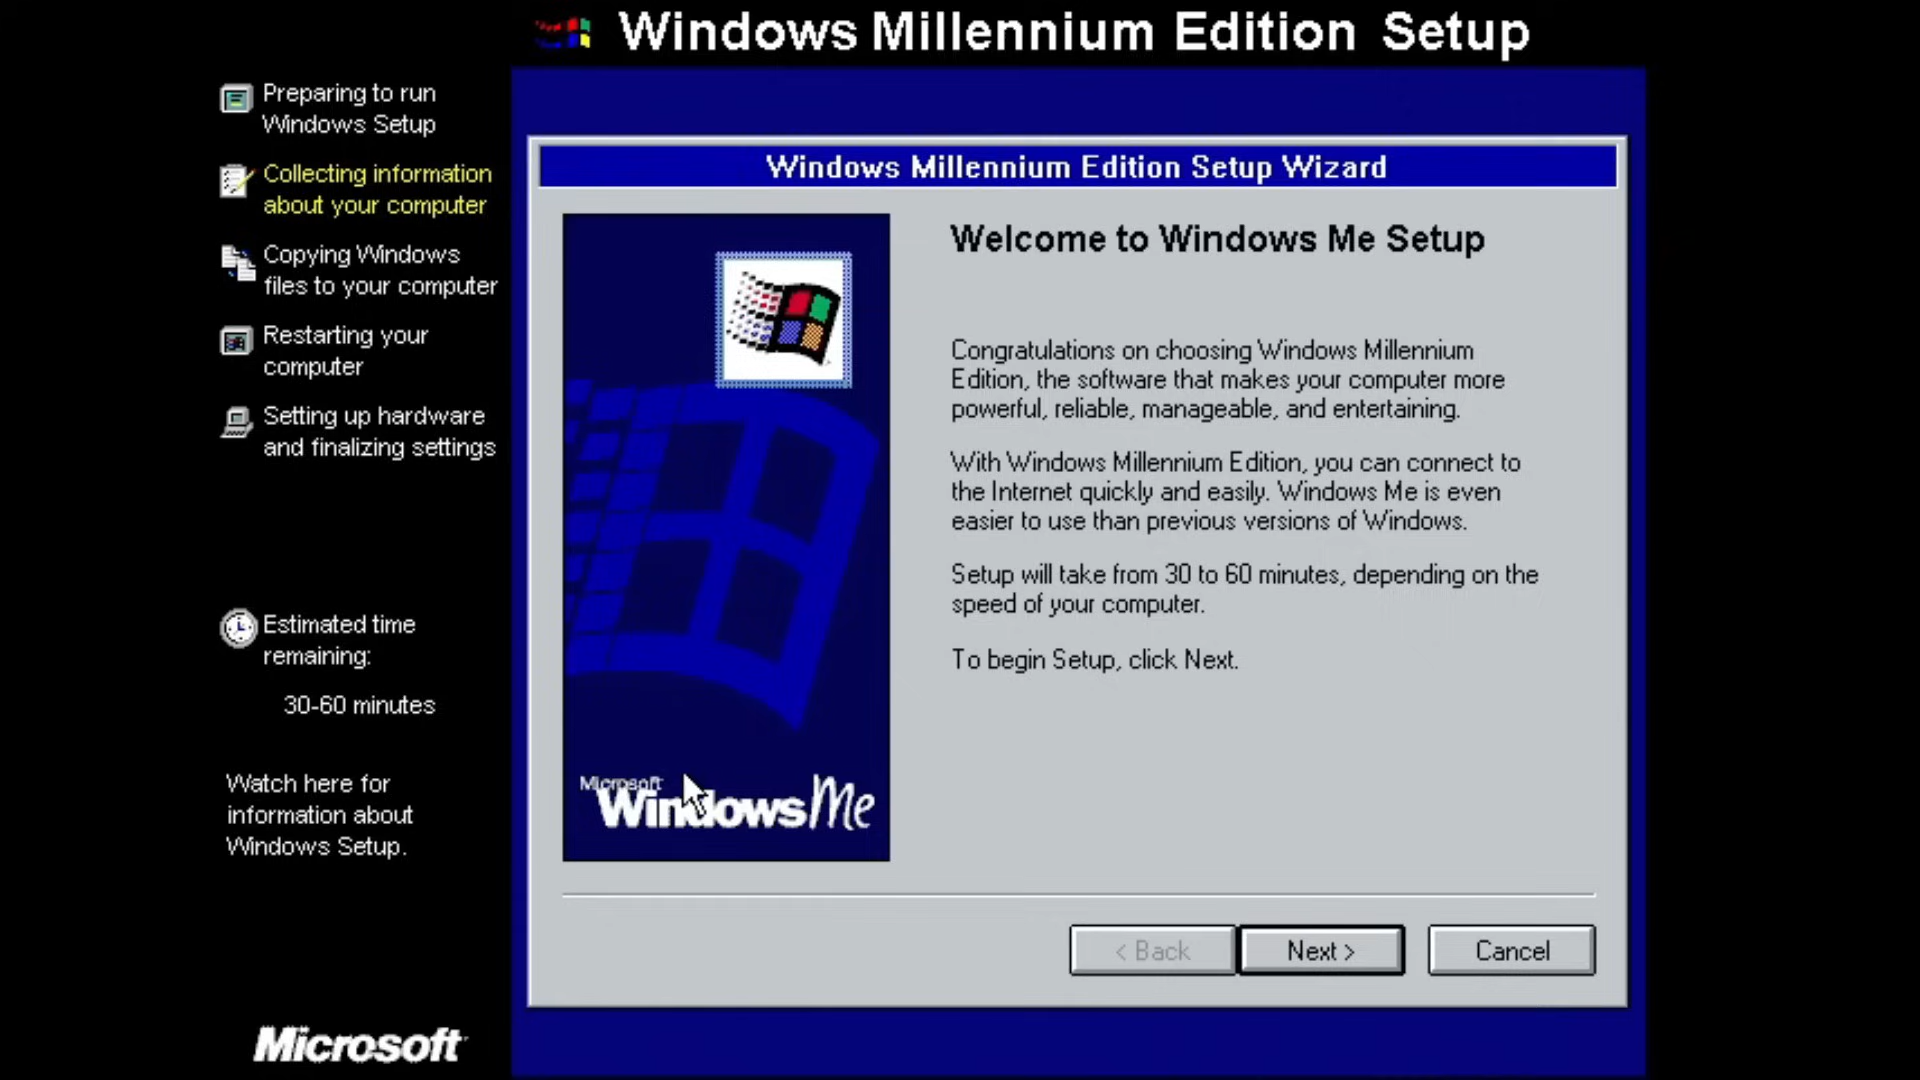 Windows Millennium Edition Setup
Preparing to run
Windows Setup
Collecting information
about your computer
Copying Windows
files to your computer
Restarting your
computer
Setting up hardware
and finalizing settings
Estimated time
remaining:
30-60 minutes
Watch here for
information about
Windows Setup.
Microsoft
Windows Millennium Edition Setup Wizard
Microsoft
Windows Me
Welcome to Windows Me Setup
Congratulations on choosing Windows Millennium
Edition, the software that makes your computer more
powerful, reliable, manageable, and entertaining.
With Windows Millennium Edition, you can connect to
the Internet quickly and easily. Windows Me is even
easier to use than previous versions of Windows.
Setup will take from 30 to 60 minutes, depending on the
speed of your computer.
To begin Setup, click Next.
< Back
Next >
Cancel